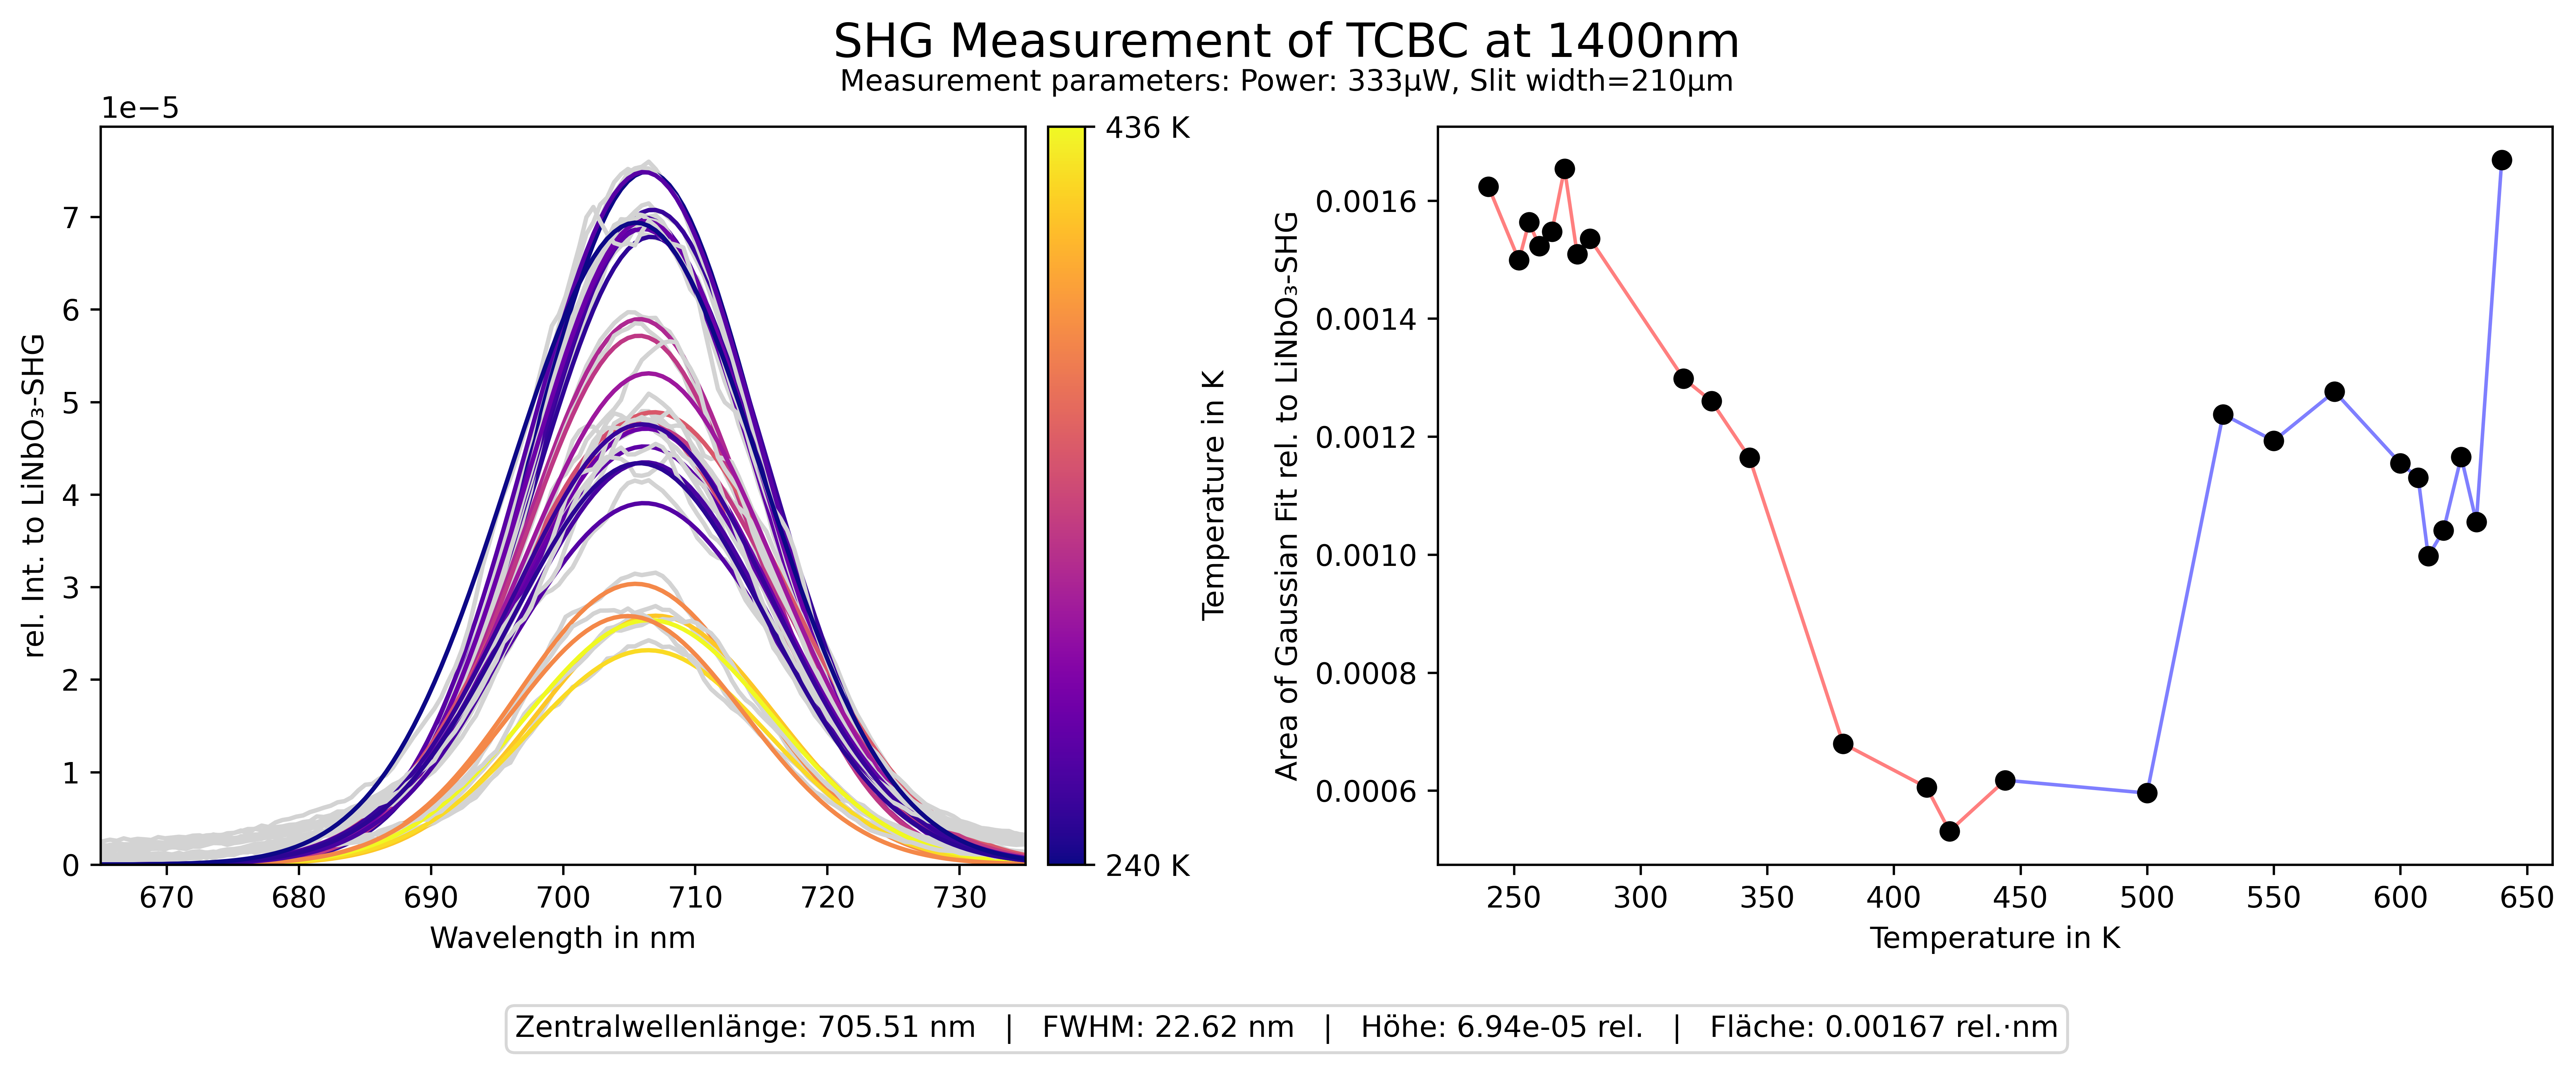 SHG Measurement of TCBC at 1400nm
Measurement parameters: Power: 333µW, Slit width=210µm
1e−5
rel. Int. to LiNbO₃-SHG
7
6
5
4
3
2
1
0
670 680 690 700 710 720 730
Wavelength in nm
436 K
240 K
Temperature in K
Area of Gaussian Fit rel. to LiNbO₃-SHG
0.0016
0.0014
0.0012
0.0010
0.0008
0.0006
250 300 350 400 450 500 550 600 650
Temperature in K
Zentralwellenlänge: 705.51 nm | FWHM: 22.62 nm | Höhe: 6.94e-05 rel. | Fläche: 0.00167 rel.·nm